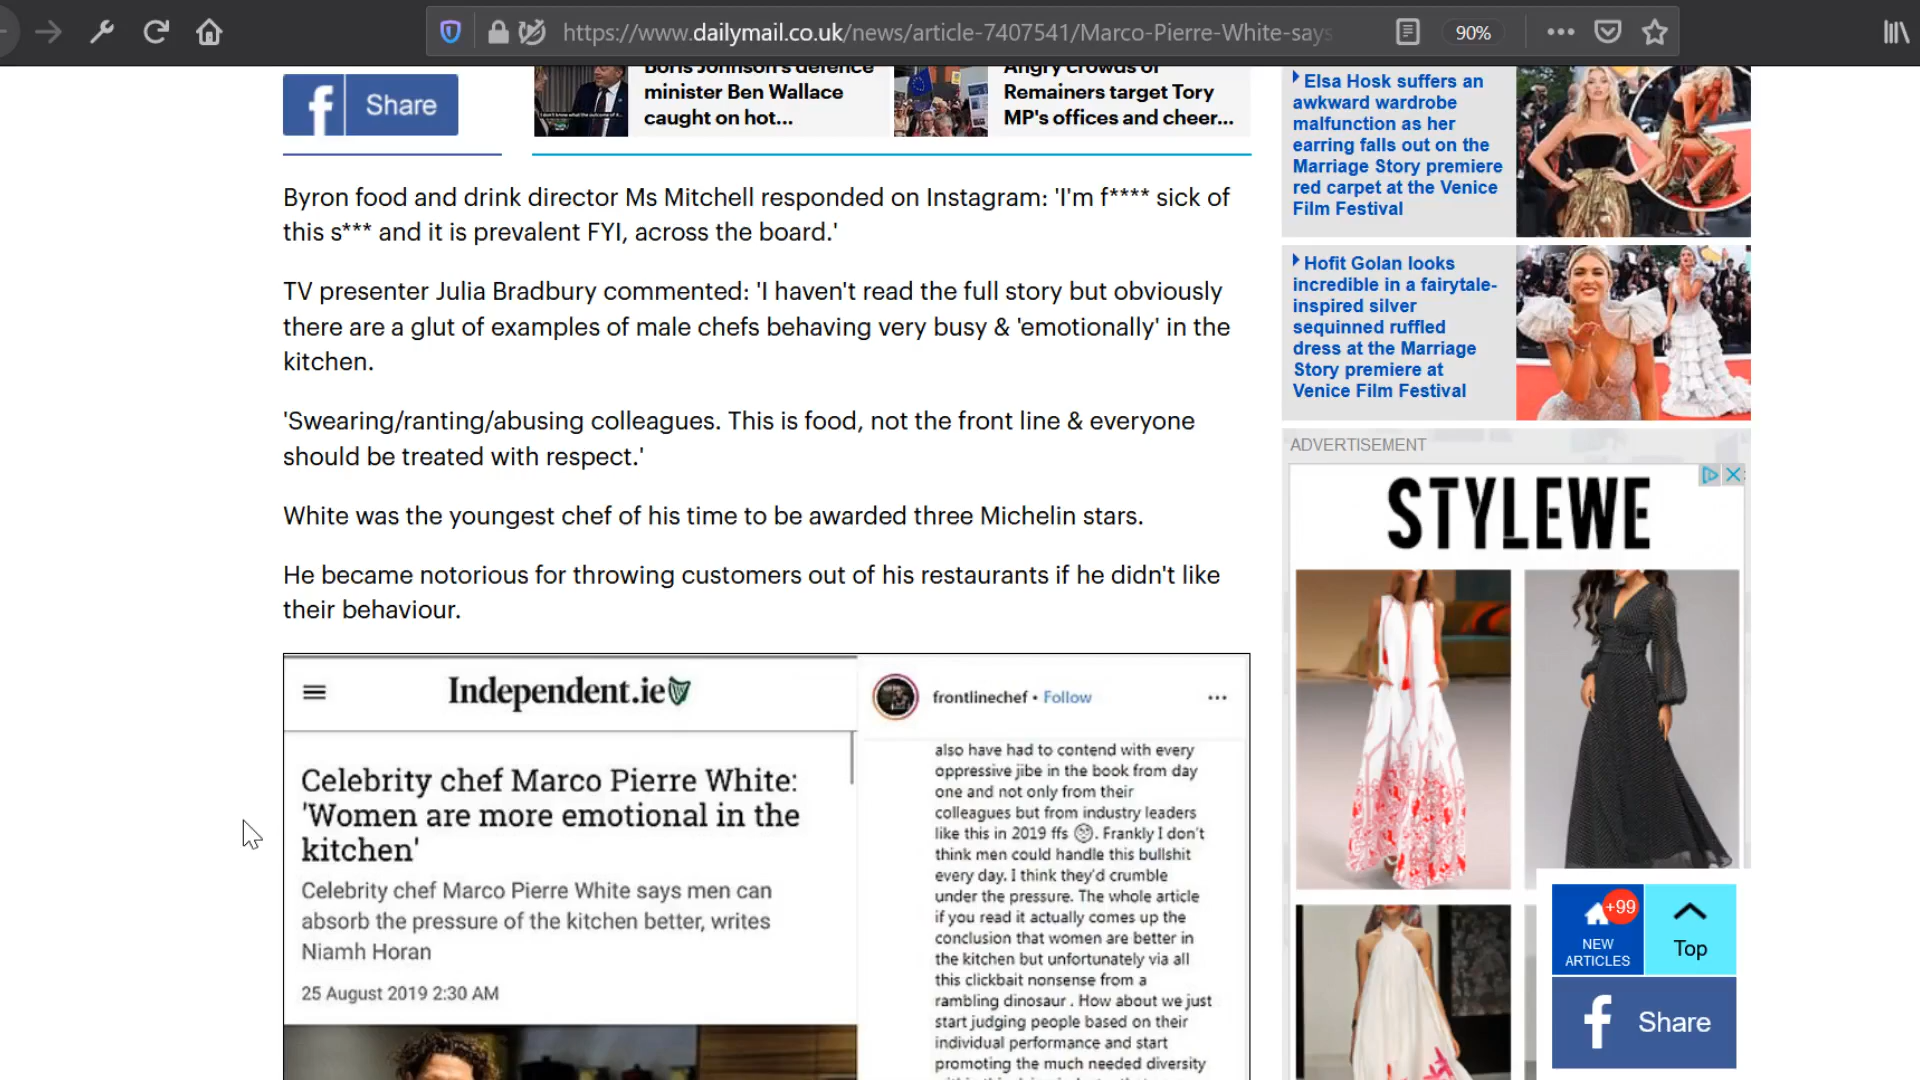 https://www.dailymail.co.uk/news/article-7407541/Marco-Pierre-White-says
90%
Share
Boris Johnson's defence
minister Ben Wallace
caught on hot...
Angry crowds of
Remainers target Tory
MP's offices and cheer...
Byron food and drink director Ms Mitchell responded on Instagram: 'I'm f**** sick of
this s*** and it is prevalent FYI, across the board.'
TV presenter Julia Bradbury commented: 'I haven't read the full story but obviously
there are a glut of examples of male chefs behaving very busy & 'emotionally' in the
kitchen.
'Swearing/ranting/abusing colleagues. This is food, not the front line & everyone
should be treated with respect.'
White was the youngest chef of his time to be awarded three Michelin stars.
He became notorious for throwing customers out of his restaurants if he didn't like
their behaviour.
Independent.ie
Celebrity chef Marco Pierre White:
'Women are more emotional in the
kitchen'
Celebrity chef Marco Pierre White says men can
absorb the pressure of the kitchen better, writes
Niamh Horan
25 August 2019 2:30 AM
frontlinechef • Follow
also have had to contend with every
oppressive jibe in the book from day
one and not only from their
colleagues but from industry leaders
like this in 2019 ffs 😔. Frankly I don't
think men could handle this bullshit
every day. I think they'd crumble
under the pressure. The whole article
if you read it actually comes up the
conclusion that women are better in
the kitchen but unfortunately via all
this clickbait nonsense from a
rambling dinosaur . How about we just
start judging people based on their
individual performance and start
promoting the much needed diversity
Elsa Hosk suffers an
awkward wardrobe
malfunction as her
earring falls out on the
Marriage Story premiere
red carpet at the Venice
Film Festival
Hofit Golan looks
incredible in a fairytale-
inspired silver
sequinned ruffled
dress at the Marriage
Story premiere at
Venice Film Festival
ADVERTISEMENT
STYLEWE
+99
NEW
ARTICLES
Top
Share